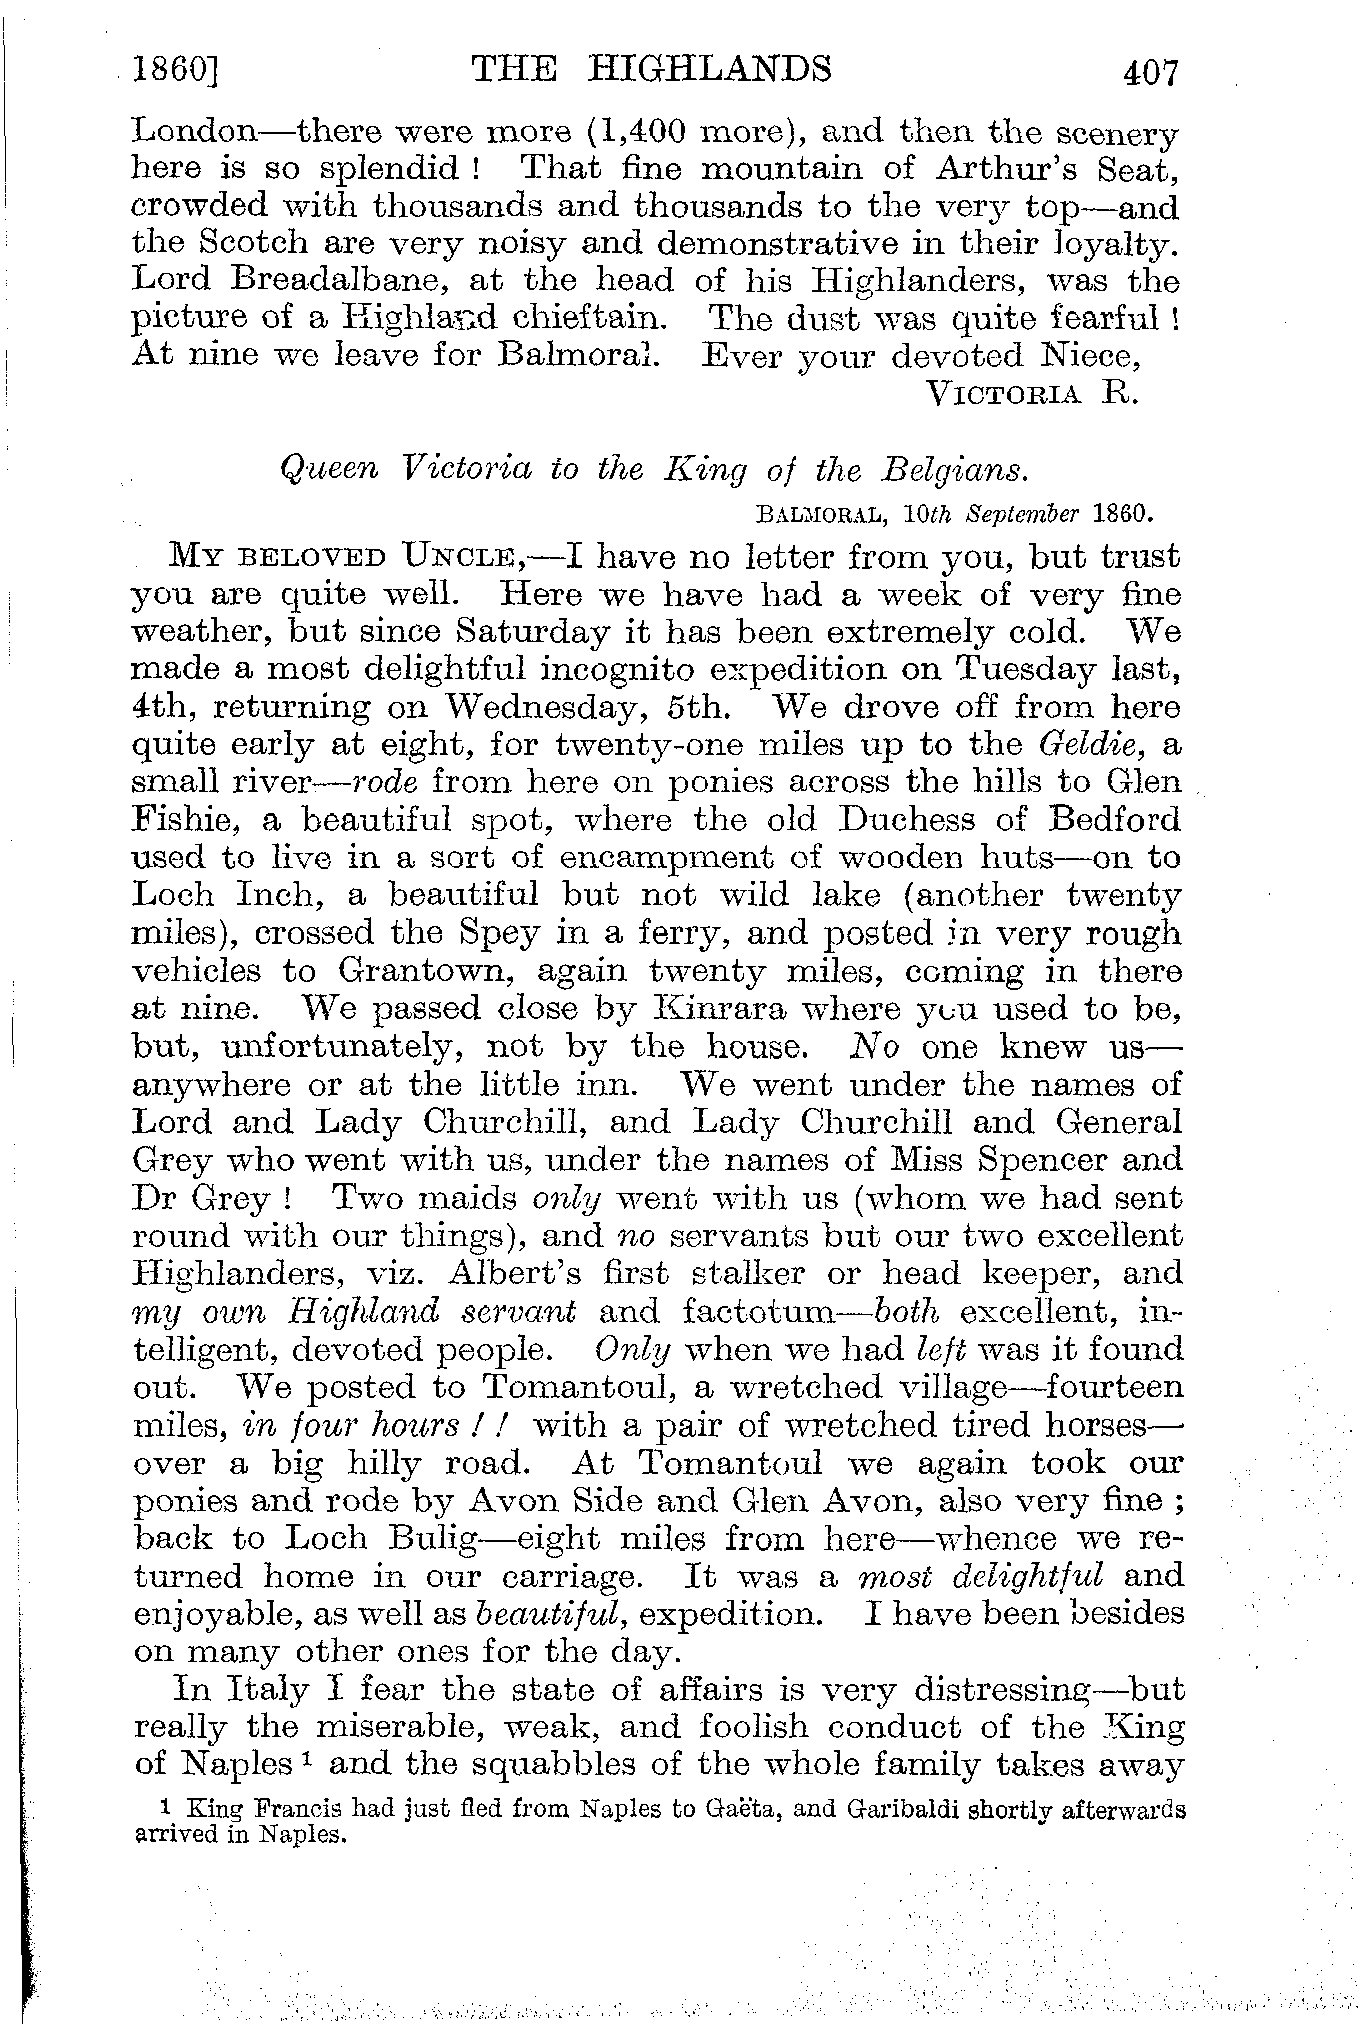 1860] THE HIGHLANDS 407
London—there were more (1,400 more), and then the scenery
here is so splendid ! That fine mountain of Arthur's Seat,
crowded with thousands and thousands to the very top—and
the Scotch are very noisy and demonstrative in their loyalty.
Lord Breadalbane, at the head of his Highlanders, was the
picture of a Highland chieftain. The dust was quite fearful !
At nine we leave for Balmoral. Ever your devoted Niece,
VICTORIA R.
Queen Victoria to the King of the Belgians.
BALMORAL, 10th September 1860.
MY BELOVED UNCLE,—I have no letter from you, but trust
you are quite well. Here we have had a week of very fine
weather, but since Saturday it has been extremely cold. We
made a most delightful incognito expedition on Tuesday last,
4th, returning on Wednesday, 5th. We drove off from here
quite early at eight, for twenty-one miles up to the Geldie, a
small river—rode from here on ponies across the hills to Glen
Fishie, a beautiful spot, where the old Duchess of Bedford
used to live in a sort of encampment of wooden huts—on to
Loch Inch, a beautiful but not wild lake (another twenty
miles), crossed the Spey in a ferry, and posted in very rough
vehicles to Grantown, again twenty miles, coming in there
at nine. We passed close by Kinrara where you used to be,
but, unfortunately, not by the house. No one knew us—
anywhere or at the little inn. We went under the names of
Lord and Lady Churchill, and Lady Churchill and General
Grey who went with us, under the names of Miss Spencer and
Dr Grey ! Two maids only went with us (whom we had sent
round with our things), and no servants but our two excellent
Highlanders, viz. Albert's first stalker or head keeper, and
my own Highland servant and factotum—both excellent, in-
telligent, devoted people. Only when we had left was it found
out. We posted to Tomantoul, a wretched village—fourteen
miles, in four hours ! ! with a pair of wretched tired horses—
over a big hilly road. At Tomantoul we again took our
ponies and rode by Avon Side and Glen Avon, also very fine ;
back to Loch Bulig—eight miles from here—whence we re-
turned home in our carriage. It was a most delightful and
enjoyable, as well as beautiful, expedition. I have been besides
on many other ones for the day.
In Italy I fear the state of affairs is very distressing—but
really the miserable, weak, and foolish conduct of the King
of Naples 1 and the squabbles of the whole family takes away
1 King Francis had just fled from Naples to Gaëta, and Garibaldi shortly afterwards
arrived in Naples.